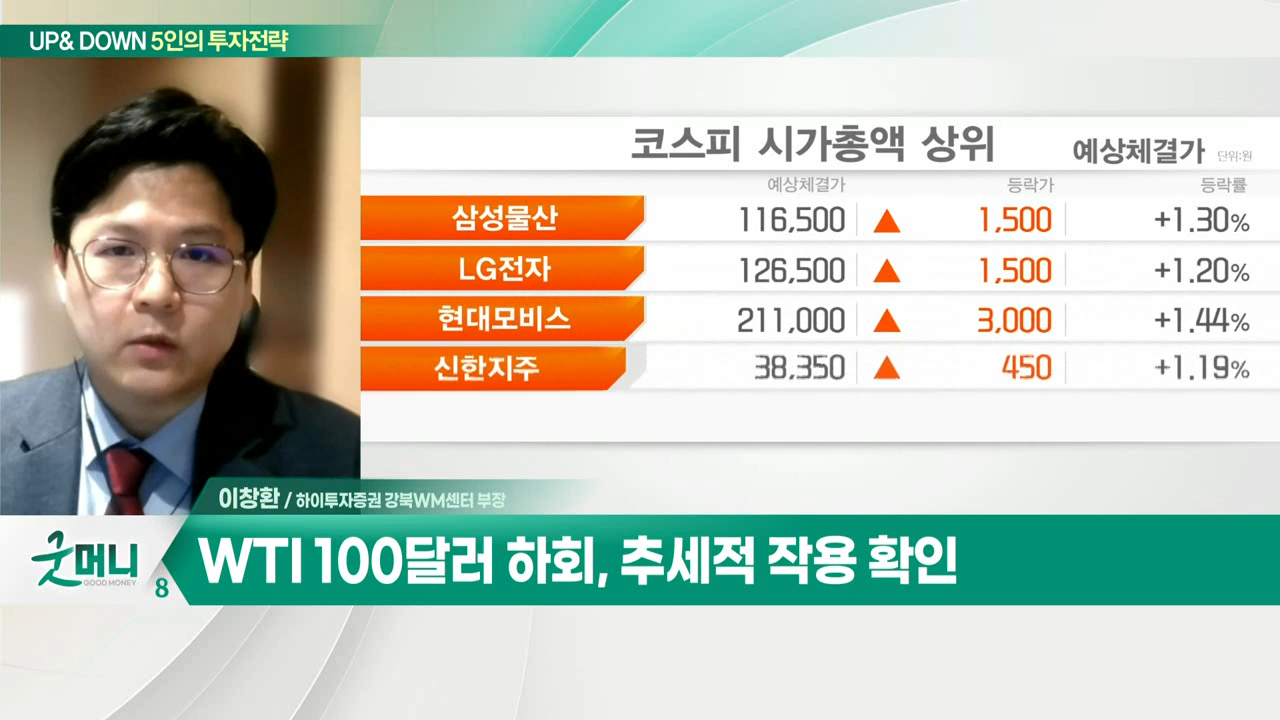 UP& DOWN 5인의 투자전략
코스피 시가총액 상위 예상체결가 단위:원
예상체결가 등락가 등락률
삼성물산 116,500 ▲ 1,500 +1.30%
LG전자 126,500 ▲ 1,500 +1.20%
현대모비스 211,000 ▲ 3,000 +1.44%
신한지주 38,350 ▲ 450 +1.19%
이창환 / 하이투자증권 강북WM센터 부장
굿머니
GOOD MONEY
8
WTI 100달러 하회, 추세적 작용 확인